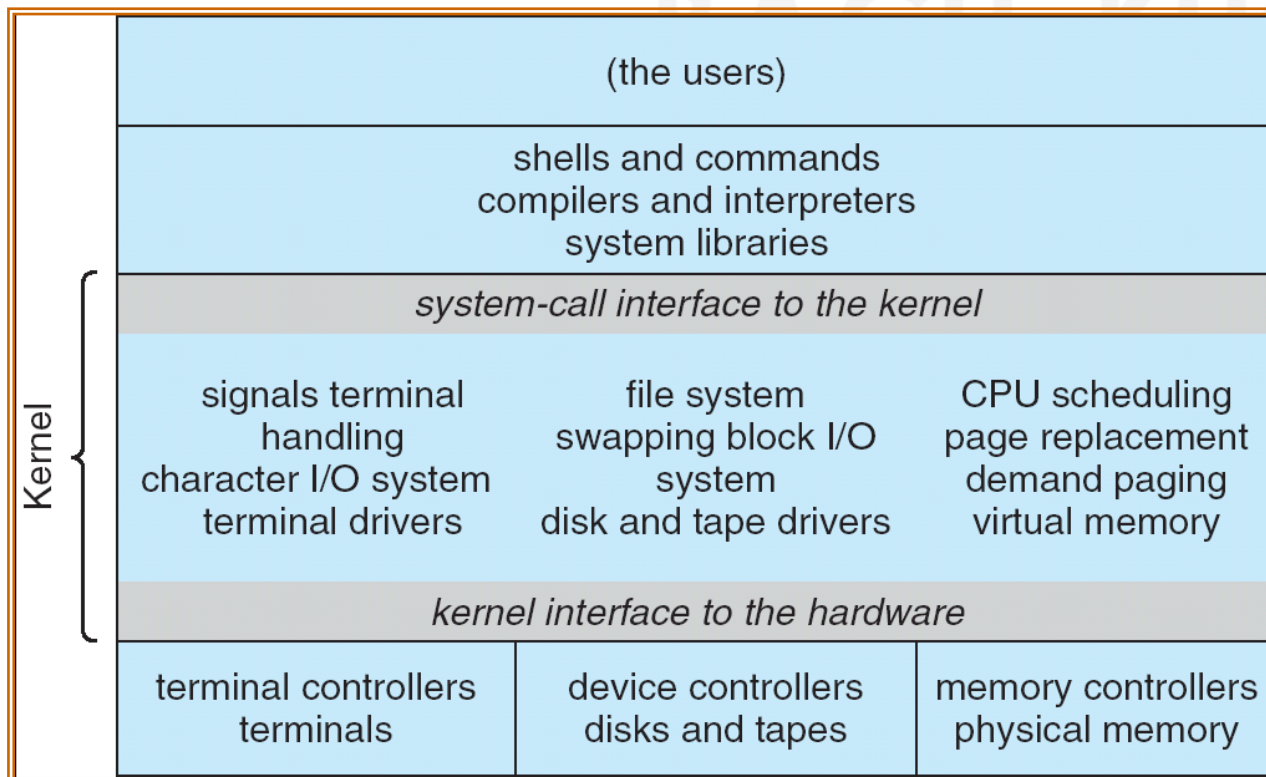 (the users)
shells and commands
compilers and interpreters
system libraries
Kernel
system-call interface to the kernel
signals terminal
handling
character I/O system
terminal drivers
file system
swapping block I/O
system
disk and tape drivers
CPU scheduling
page replacement
demand paging
virtual memory
kernel interface to the hardware
terminal controllers
terminals
device controllers
disks and tapes
memory controllers
physical memory